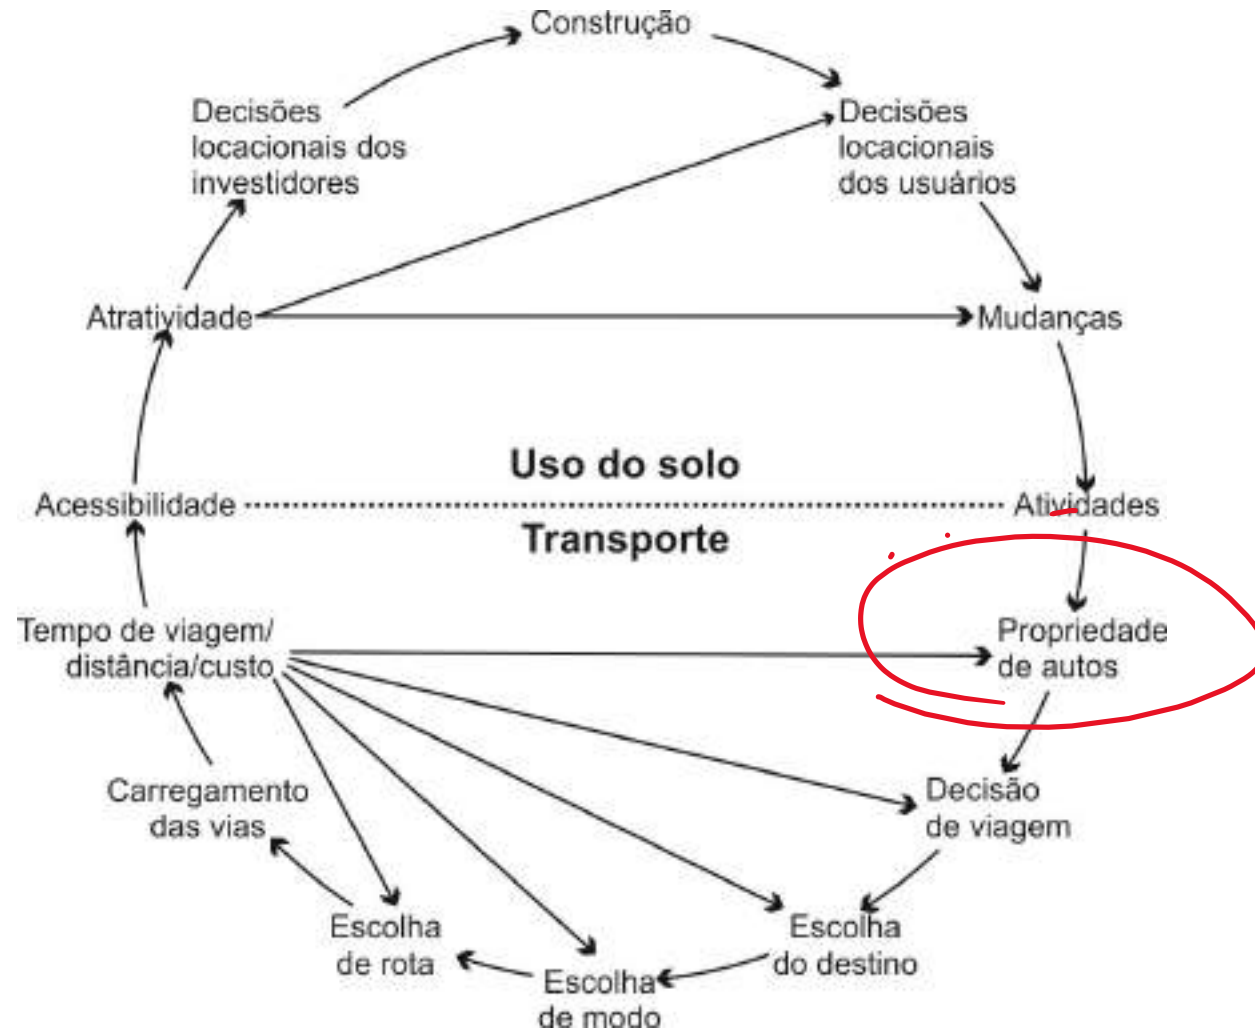 Construção
Decisões
locacionais dos
investidores
Decisões
locacionais
dos usuários
Atratividade
Mudanças
Uso do solo
Acessibilidade
Atividades
Transporte
Tempo de viagem/
distância/custo
Propriedade
de autos
Carregamento
das vias
Decisão
de viagem
Escolha
de rota
Escolha
do destino
Escolha
de modo